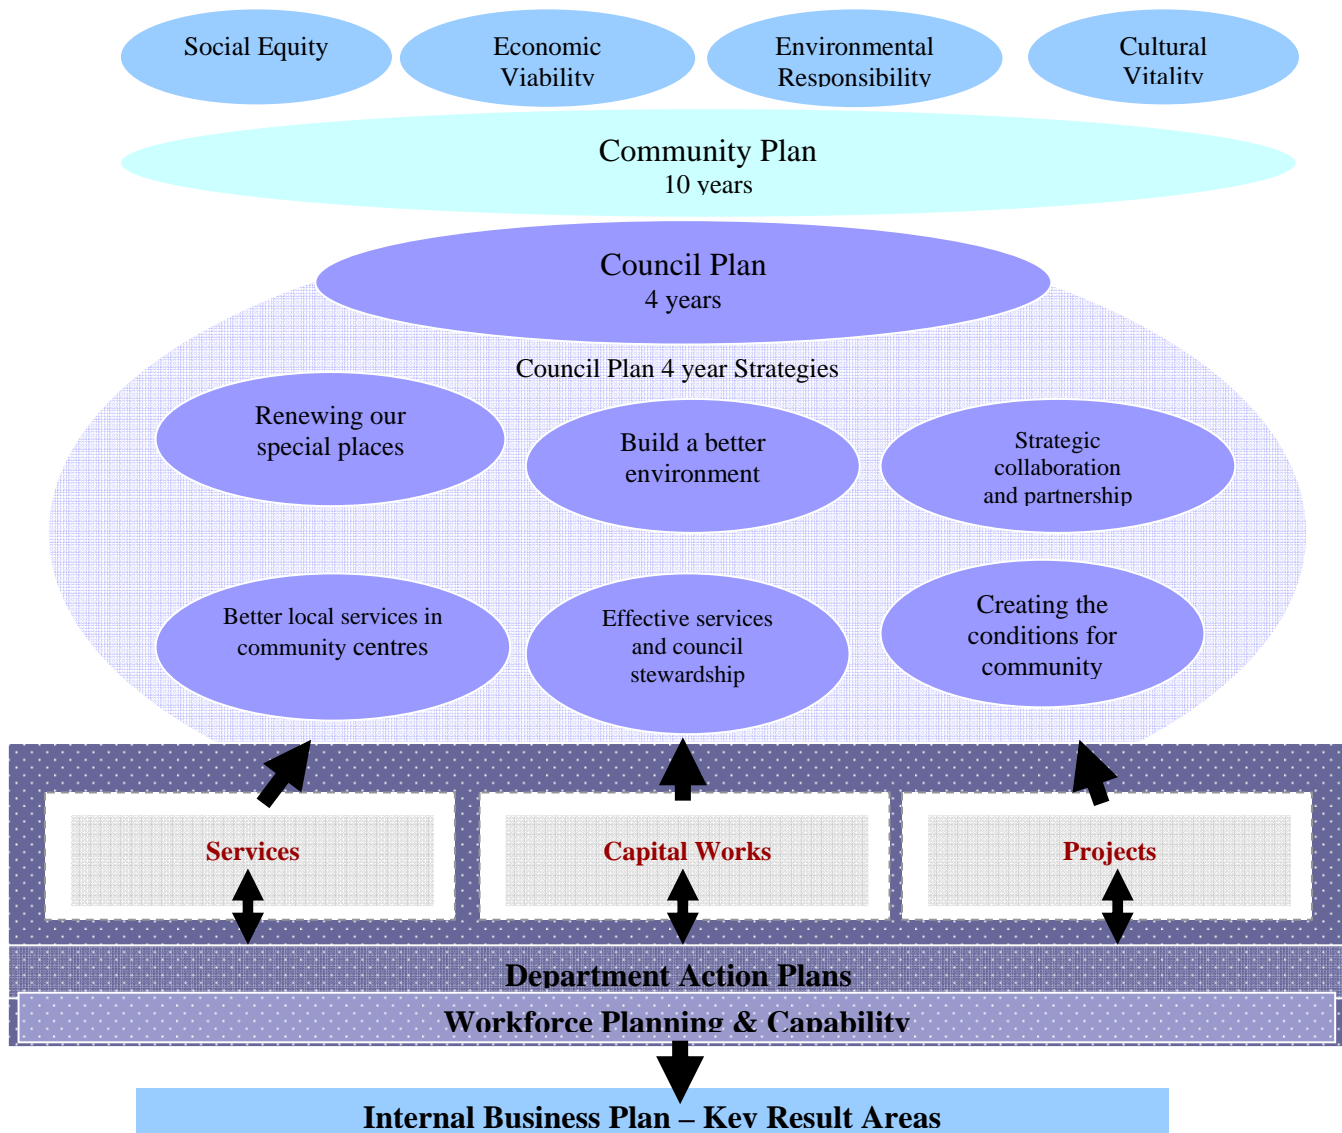 Social Equity
Economic
Viability
Environmental
Responsibility
Cultural
Vitality
Community Plan
10 years
Council Plan
4 years
Council Plan 4 year Strategies
Renewing our
special places
Build a better
environment
Strategic
collaboration
and partnership
Better local services in
community centres
Effective services
and council
stewardship
Creating the
conditions for
community
Services
Capital Works
Projects
Department Action Plans
Workforce Planning & Capability
Internal Business Plan – Key Result Areas